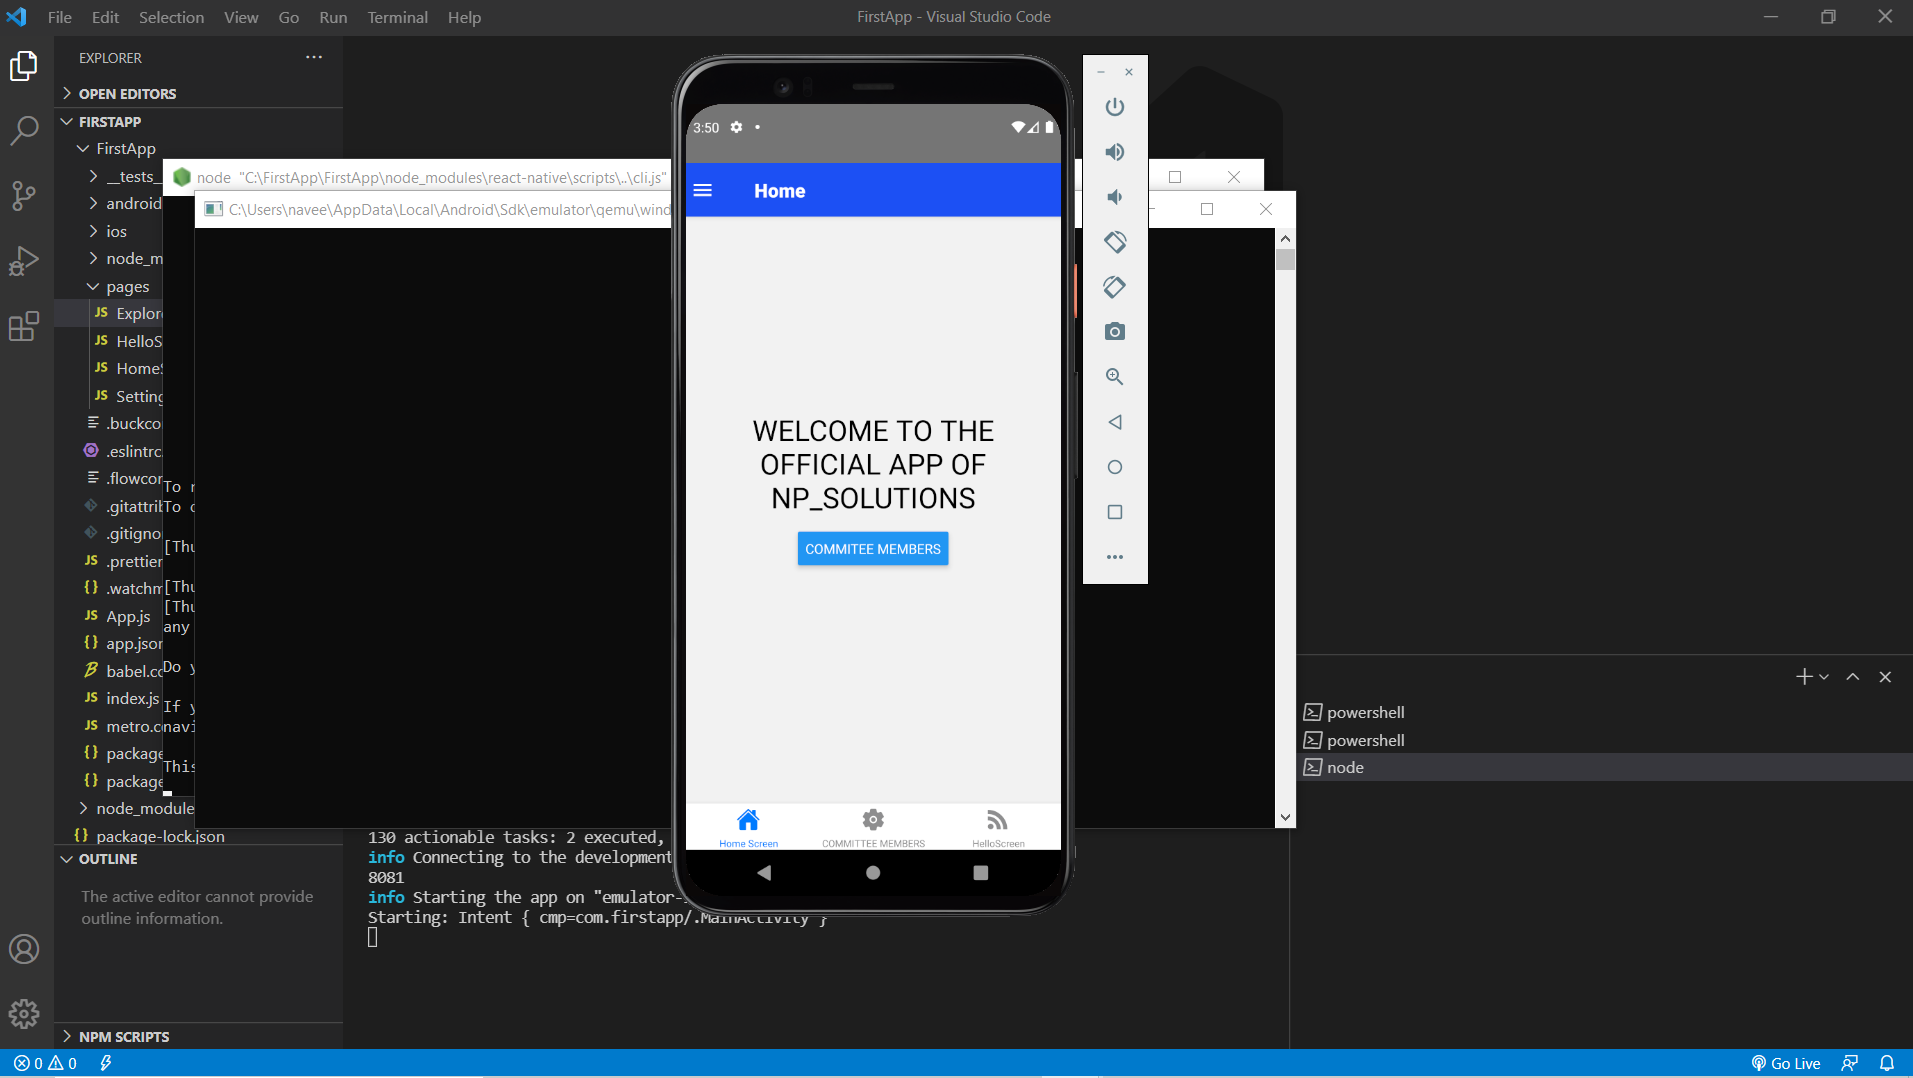 File Edit Selection View Go Run Terminal Help
FirstApp - Visual Studio Code
EXPLORER
OPEN EDITORS
FIRSTAPP
FirstApp
__tests_
android
ios
node_m
pages
Explor
HelloS
Home
Setting
.buckco
.eslintrc
.flowcor
.gitattrib
.gitigno
.prettier
.watchm
App.js
app.json
babel.co
index.js
metro.c
package
package
node_module
package-lock.json
OUTLINE
The active editor cannot provide
outline information.
NPM SCRIPTS
node "C:\FirstApp\FirstApp\node_modules\react-native\scripts\..\cli.js"
C:\Users\navee\AppData\Local\Android\Sdk\emulator\qemu\wind
To
To
[Thu
[Thu
[Thu
any
Do
If
navi
This
3:50
Home
WELCOME TO THE
OFFICIAL APP OF
NP_SOLUTIONS
COMMITEE MEMBERS
Home Screen
COMMITTEE MEMBERS
HelloScreen
130 actionable tasks: 2 executed,
info Connecting to the development
8081
info Starting the app on "emulator-
Starting: Intent { cmp=com.firstapp/.MainActivity }
powershell
powershell
node
0 0
Go Live